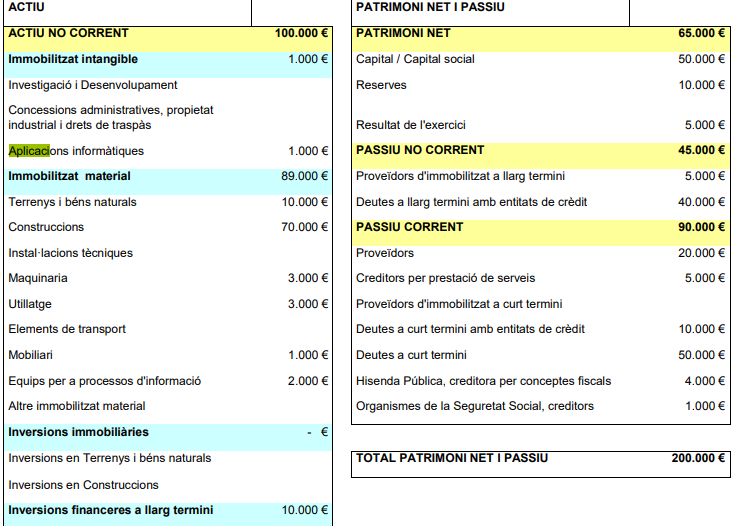 ACTIU
ACTIU NO CORRENT 100.000 €
Immobilitzat intangible 1.000 €
Investigació i Desenvolupament
Concessions administratives, propietat
industrial i drets de traspàs
Aplicacions informàtiques 1.000 €
Immobilitzat material 89.000 €
Terrenys i béns naturals 10.000 €
Construccions 70.000 €
Instal·lacions tècniques
Maquinaria 3.000 €
Utillatge 3.000 €
Elements de transport
Mobiliari 1.000 €
Equips per a processos d'informació 2.000 €
Altre immobilitzat material
Inversions immobiliàries - €
Inversions en Terrenys i béns naturals
Inversions en Construccions
Inversions financeres a llarg termini 10.000 €
PATRIMONI NET I PASSIU
PATRIMONI NET 65.000 €
Capital / Capital social 50.000 €
Reserves 10.000 €
Resultat de l'exercici 5.000 €
PASSIU NO CORRENT 45.000 €
Proveïdors d'immobilitzat a llarg termini 5.000 €
Deutes a llarg termini amb entitats de crèdit 40.000 €
PASSIU CORRENT 90.000 €
Proveïdors 20.000 €
Creditors per prestació de serveis 5.000 €
Proveïdors d'immobilitzat a curt termini
Deutes a curt termini amb entitats de crèdit 10.000 €
Deutes a curt termini 50.000 €
Hisenda Pública, creditora per conceptes fiscals 4.000 €
Organismes de la Seguretat Social, creditors 1.000 €
TOTAL PATRIMONI NET I PASSIU 200.000 €